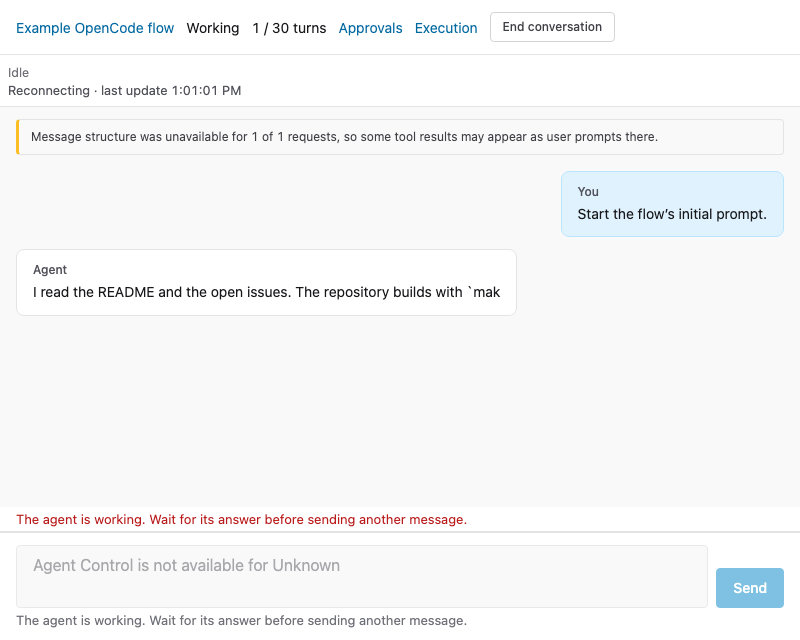 Example OpenCode flow Working 1 / 30 turns Approvals Execution End conversation
Idle
Reconnecting · last update 1:01:01 PM
Message structure was unavailable for 1 of 1 requests, so some tool results may appear as user prompts there.
You
Start the flow’s initial prompt.
Agent
I read the README and the open issues. The repository builds with `mak
The agent is working. Wait for its answer before sending another message.
Agent Control is not available for Unknown
Send
The agent is working. Wait for its answer before sending another message.